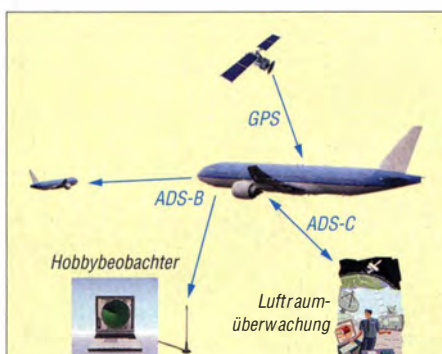 GPS
ADS-B
ADS-C
Hobbybeobachter
Luftraum-
überwachung